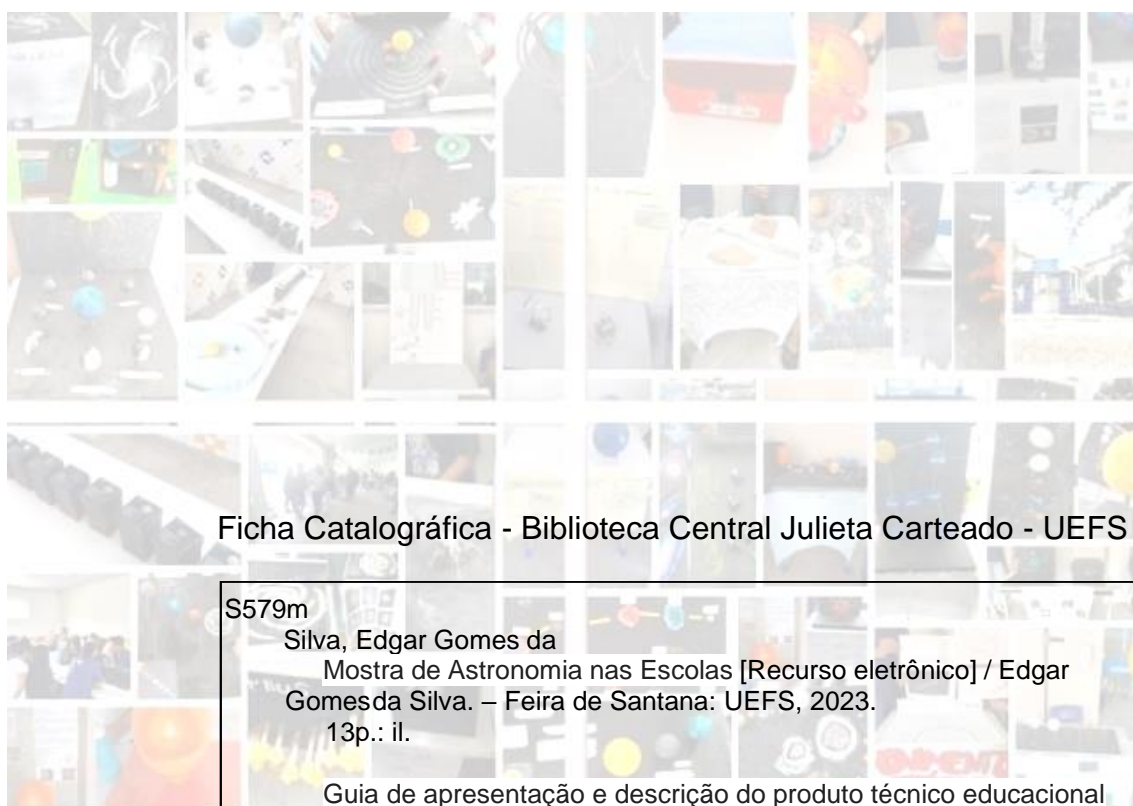 Ficha Catalográfica - Biblioteca Central Julieta Carteado - UEFS
S579m
Silva, Edgar Gomes da
Mostra de Astronomia nas Escolas [Recurso eletrônico] / Edgar
Gomesda Silva. – Feira de Santana: UEFS, 2023.
13p.: il.
Guia de apresentação e descrição do produto técnico educacional